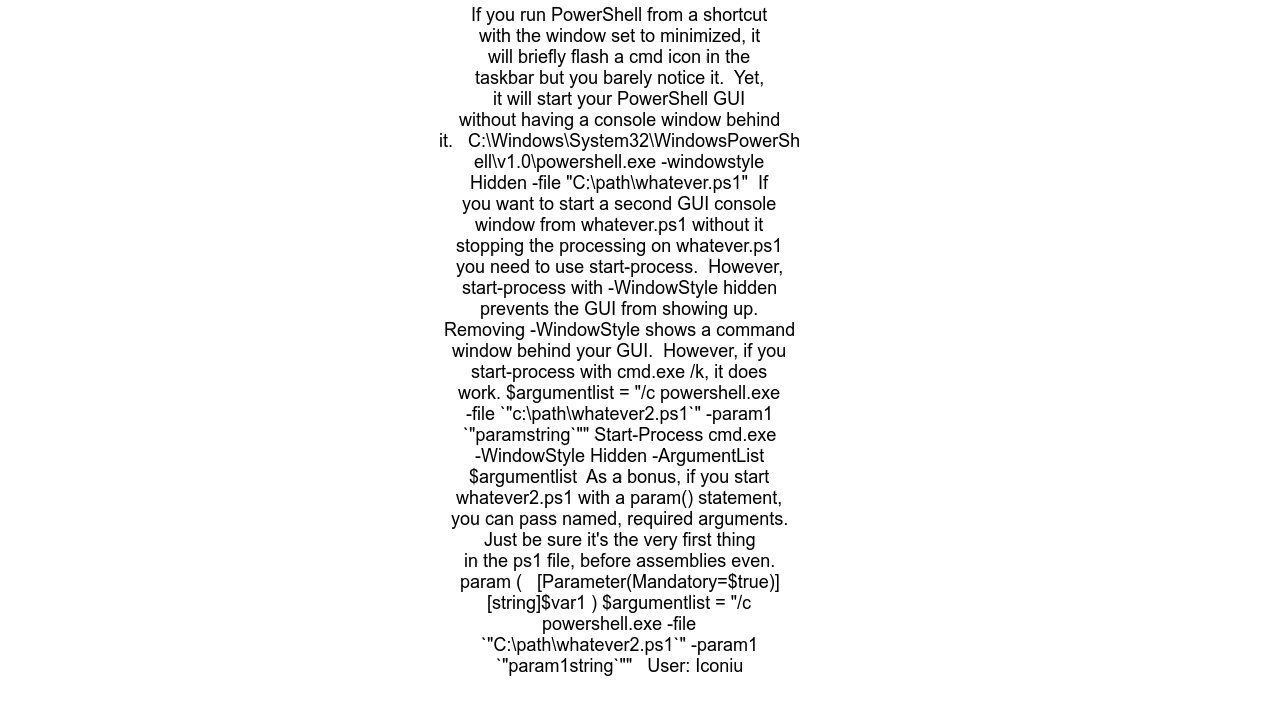 If you run PowerShell from a shortcut
with the window set to minimized, it
will briefly flash a cmd icon in the
taskbar but you barely notice it.  Yet,
it will start your PowerShell GUI
without having a console window behind
it.   C:\Windows\System32\WindowsPowerSh
ell\v1.0\powershell.exe -windowstyle
Hidden -file "C:\path\whatever.ps1"  If
you want to start a second GUI console
window from whatever.ps1 without it
stopping the processing on whatever.ps1
you need to use start-process.  However,
start-process with -WindowStyle hidden
prevents the GUI from showing up.
Removing -WindowStyle shows a command
window behind your GUI.  However, if you
start-process with cmd.exe /k, it does
work. $argumentlist = "/c powershell.exe
-file `"c:\path\whatever2.ps1`" -param1
`"paramstring`"" Start-Process cmd.exe
-WindowStyle Hidden -ArgumentList
$argumentlist  As a bonus, if you start
whatever2.ps1 with a param() statement,
you can pass named, required arguments.
Just be sure it's the very first thing
in the ps1 file, before assemblies even.
param (   [Parameter(Mandatory=$true)]
[string]$var1 ) $argumentlist = "/c
powershell.exe -file
`"C:\path\whatever2.ps1`" -param1
`"param1string`""   User: Iconiu